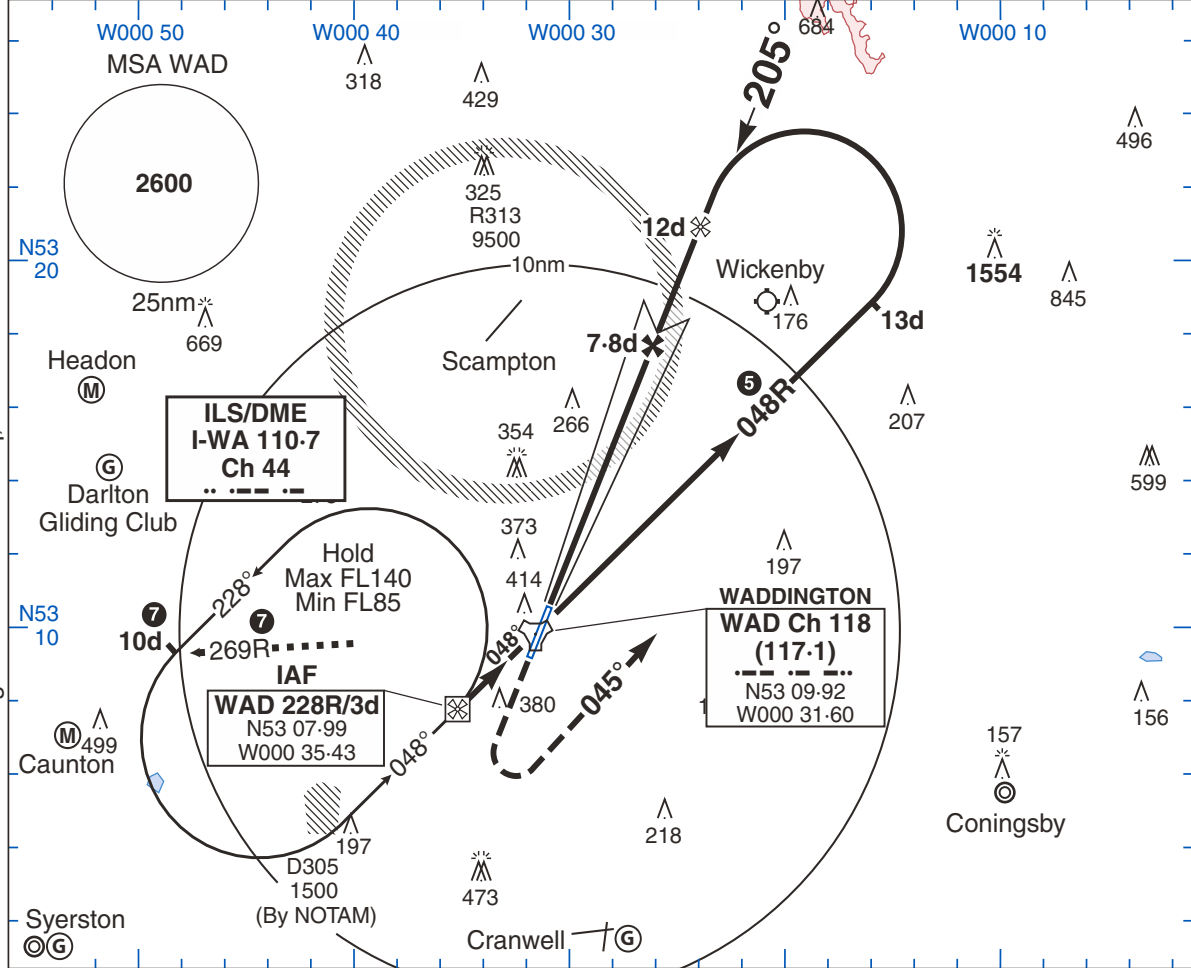 W000 50
W000 40
W000 30
W000 10
684
MSA WAD
318
429
205°
496
2600
325
R313
9500
12d
N53
20
10nm
Wickenby
1554
845
176
25nm
669
13d
7·8d
Headon
M
Scampton
5
048R
266
207
ILS/DME
I-WA 110·7
Ch 44
354
G
Darlton
Gliding Club
599
373
Hold
Max FL140
Min FL85
197
414
228°
WADDINGTON
WAD Ch 118
(117·1)
N53 09·92
W000 31·60
N53
10
7
7
10d
269R
048°
IAF
WAD 228R/3d
N53 07·99
W000 35·43
045°
380
156
M
499
Caunton
048°
157
Coningsby
197
218
D305
1500
(By NOTAM)
473
Syerston
G
Cranwell
G